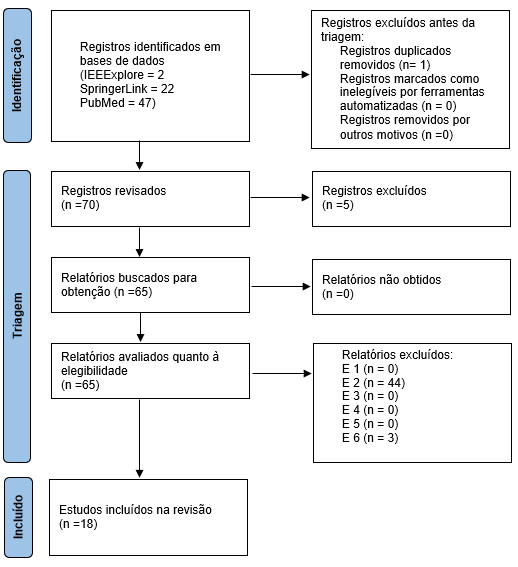 Identificação
Registros identificados em
bases de dados
(IEEExplore = 2
SpringerLink = 22
PubMed = 47)
Registros excluídos antes da
triagem:
Registros duplicados
removidos (n= 1)
Registros marcados como
inelegíveis por ferramentas
automatizadas (n = 0)
Registros removidos por
outros motivos (n =0)
Triagem
Registros revisados
(n =70)
Registros excluídos
(n =5)
Relatórios buscados para
obtenção (n =65)
Relatórios não obtidos
(n =0)
Relatórios avaliados quanto à
elegibilidade
(n =65)
Relatórios excluídos:
E 1 (n = 0)
E 2 (n = 44)
E 3 (n = 0)
E 4 (n = 0)
E 5 (n = 0)
E 6 (n = 3)
Incluído
Estudos incluídos na revisão
(n =18)